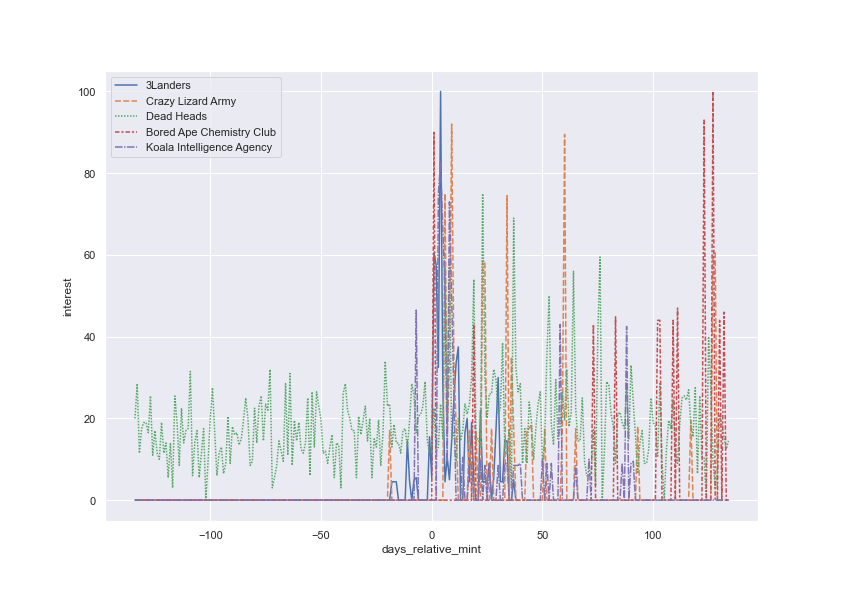 3Landers
Crazy Lizard Army
Dead Heads
Bored Ape Chemistry Club
Koala Intelligence Agency
100
80
60
40
20
0
interest
−100
−50
0
50
100
days_relative_mint